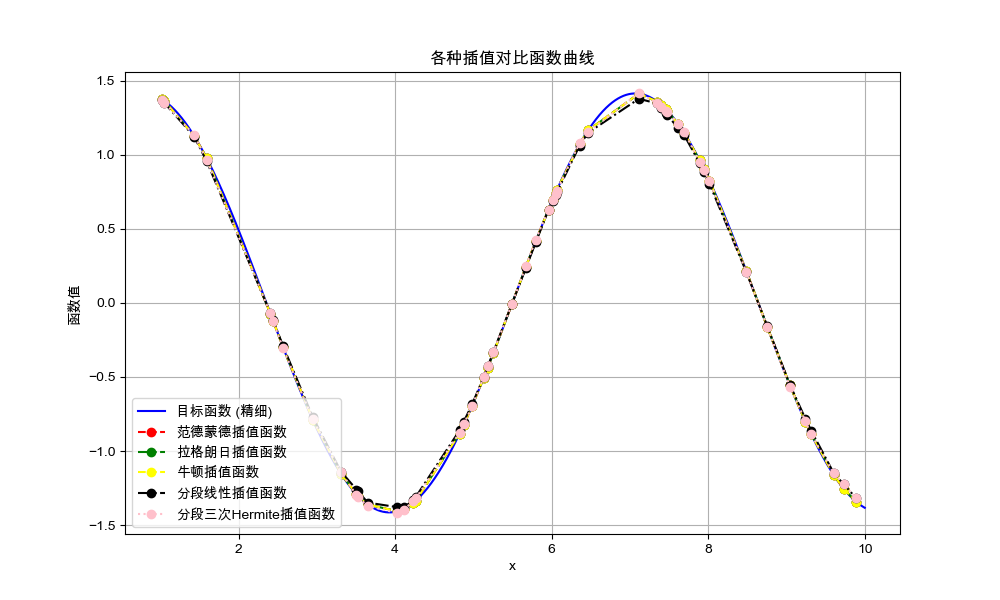 各种插值对比函数曲线
函数值
1.5
1.0
0.5
0.0
−0.5
−1.0
−1.5
目标函数 (精细)
范德蒙德插值函数
拉格朗日插值函数
牛顿插值函数
分段线性插值函数
分段三次Hermite插值函数
2 4 6 8 10
x